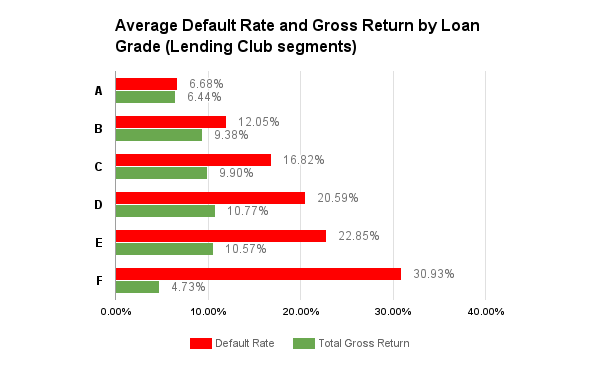 Average Default Rate and Gross Return by Loan
Grade (Lending Club segments)
A
6.68%
6.44%
B
12.05%
9.38%
C
16.82%
9.90%
D
20.59%
10.77%
E
22.85%
10.57%
F
30.93%
4.73%
0.00% 10.00% 20.00% 30.00% 40.00%
Default Rate Total Gross Return